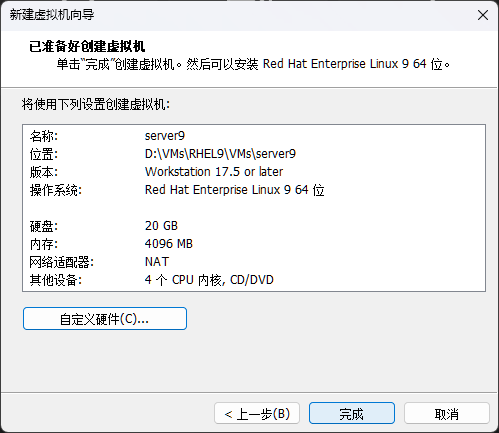 新建虚拟机向导
已准备好创建虚拟机
单击“完成”创建虚拟机。然后可以安装 Red Hat Enterprise Linux 9 64 位。
将使用下列设置创建虚拟机:
名称: server9
位置: D:\VMs\RHEL9\VMs\server9
版本: Workstation 17.5 or later
操作系统: Red Hat Enterprise Linux 9 64 位
硬盘: 20 GB
内存: 4096 MB
网络适配器: NAT
其他设备: 4 个 CPU 内核, CD/DVD
自定义硬件(C)...
< 上一步(B) 完成 取消